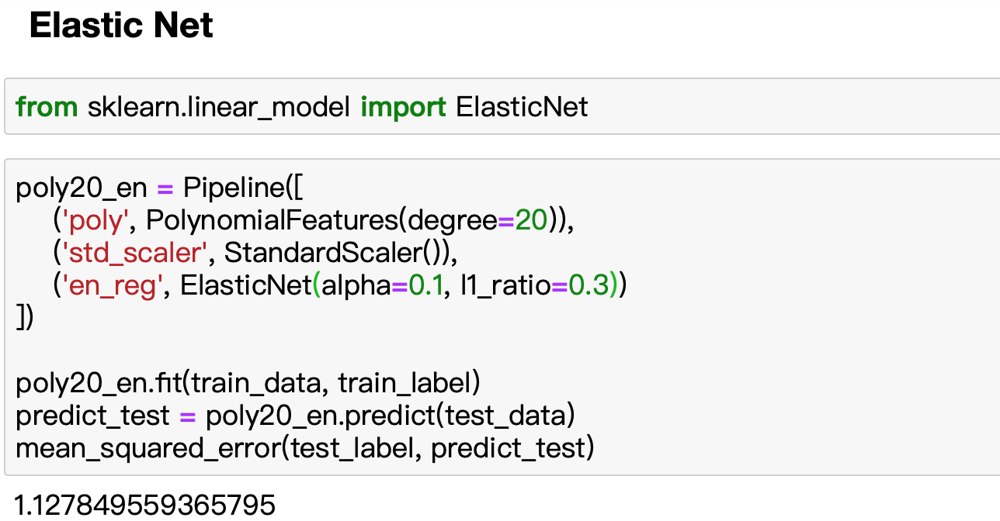 Elastic Net
from sklearn.linear_model import ElasticNet
poly20_en = Pipeline([
('poly', PolynomialFeatures(degree=20)),
('std_scaler', StandardScaler()),
('en_reg', ElasticNet(alpha=0.1, l1_ratio=0.3))
])
poly20_en.fit(train_data, train_label)
predict_test = poly20_en.predict(test_data)
mean_squared_error(test_label, predict_test)
1.127849559365795